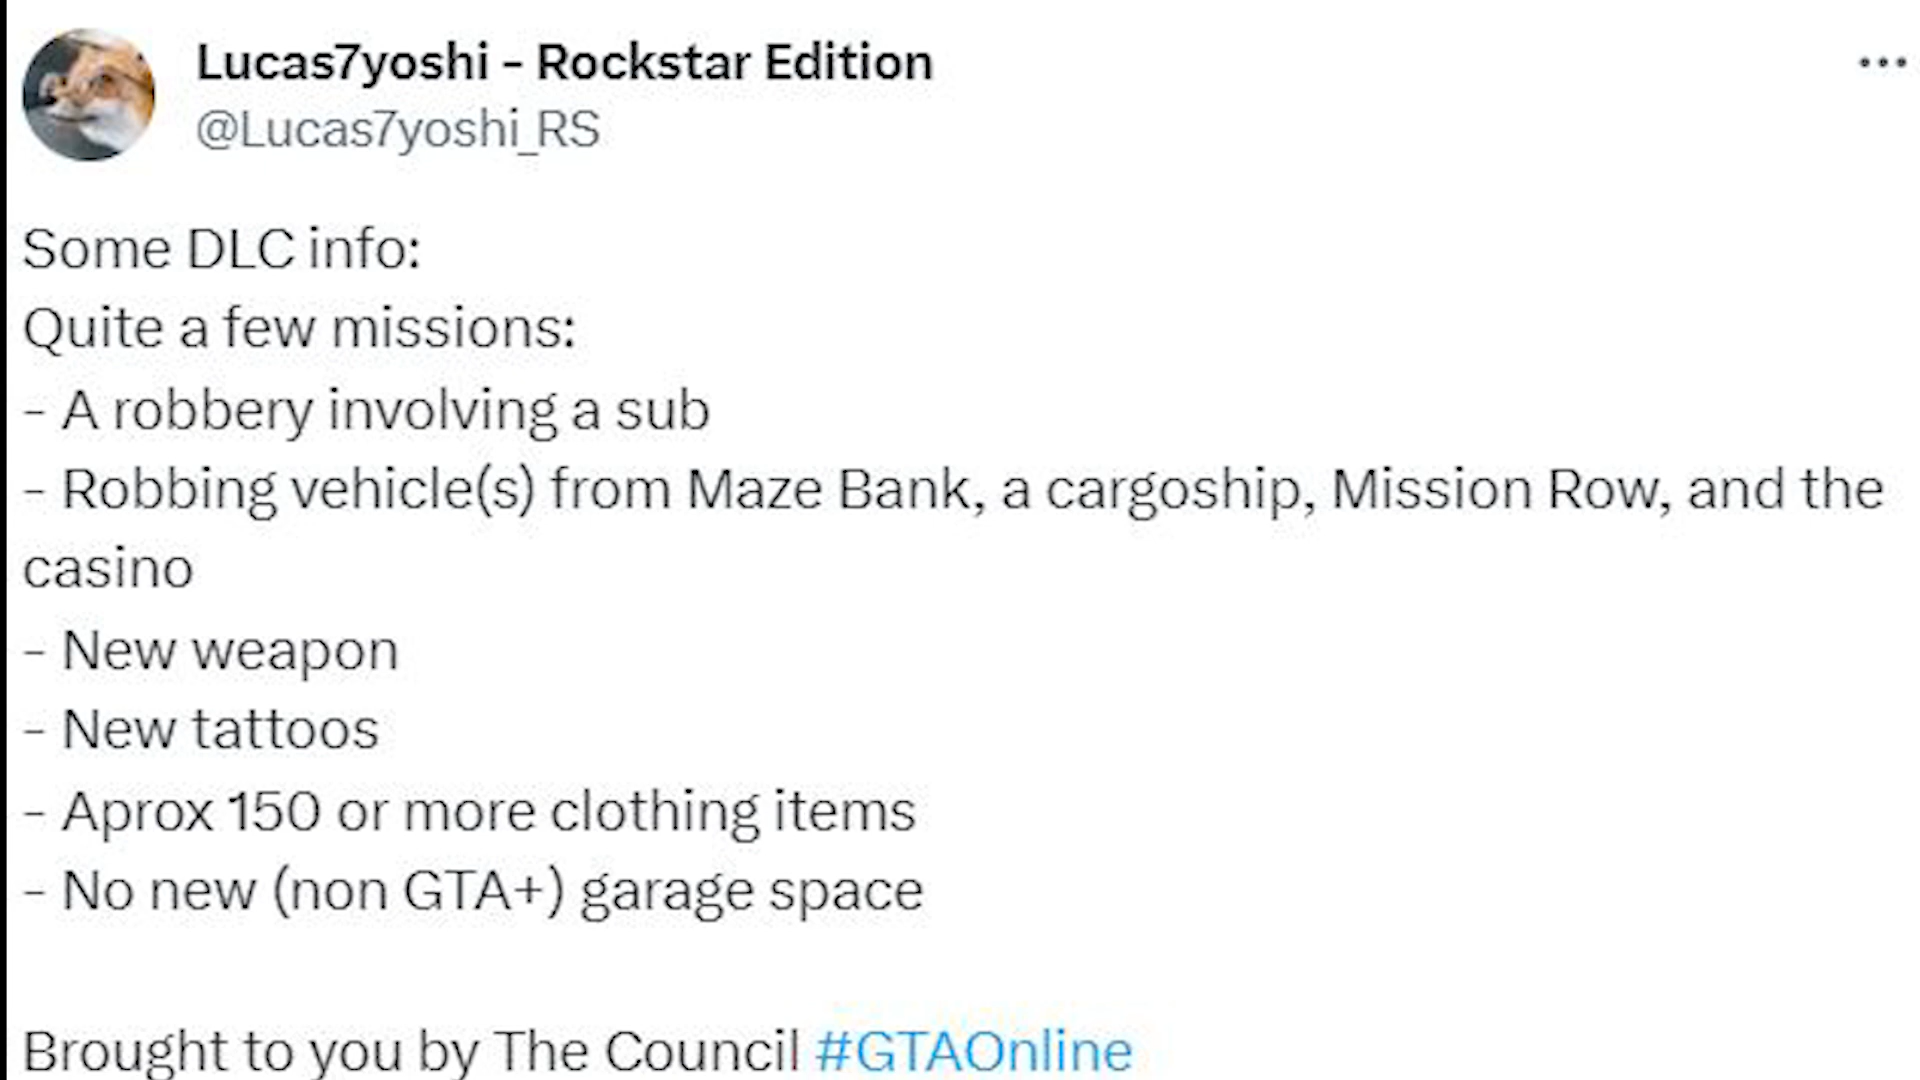 Lucas7yoshi - Rockstar Edition
@Lucas7yoshi_RS
Some DLC info:
Quite a few missions:
- A robbery involving a sub
- Robbing vehicle(s) from Maze Bank, a cargoship, Mission Row, and the
casino
- New weapon
- New tattoos
- Aprox 150 or more clothing items
- No new (non GTA+) garage space
Brought to you by The Council #GTAOnline